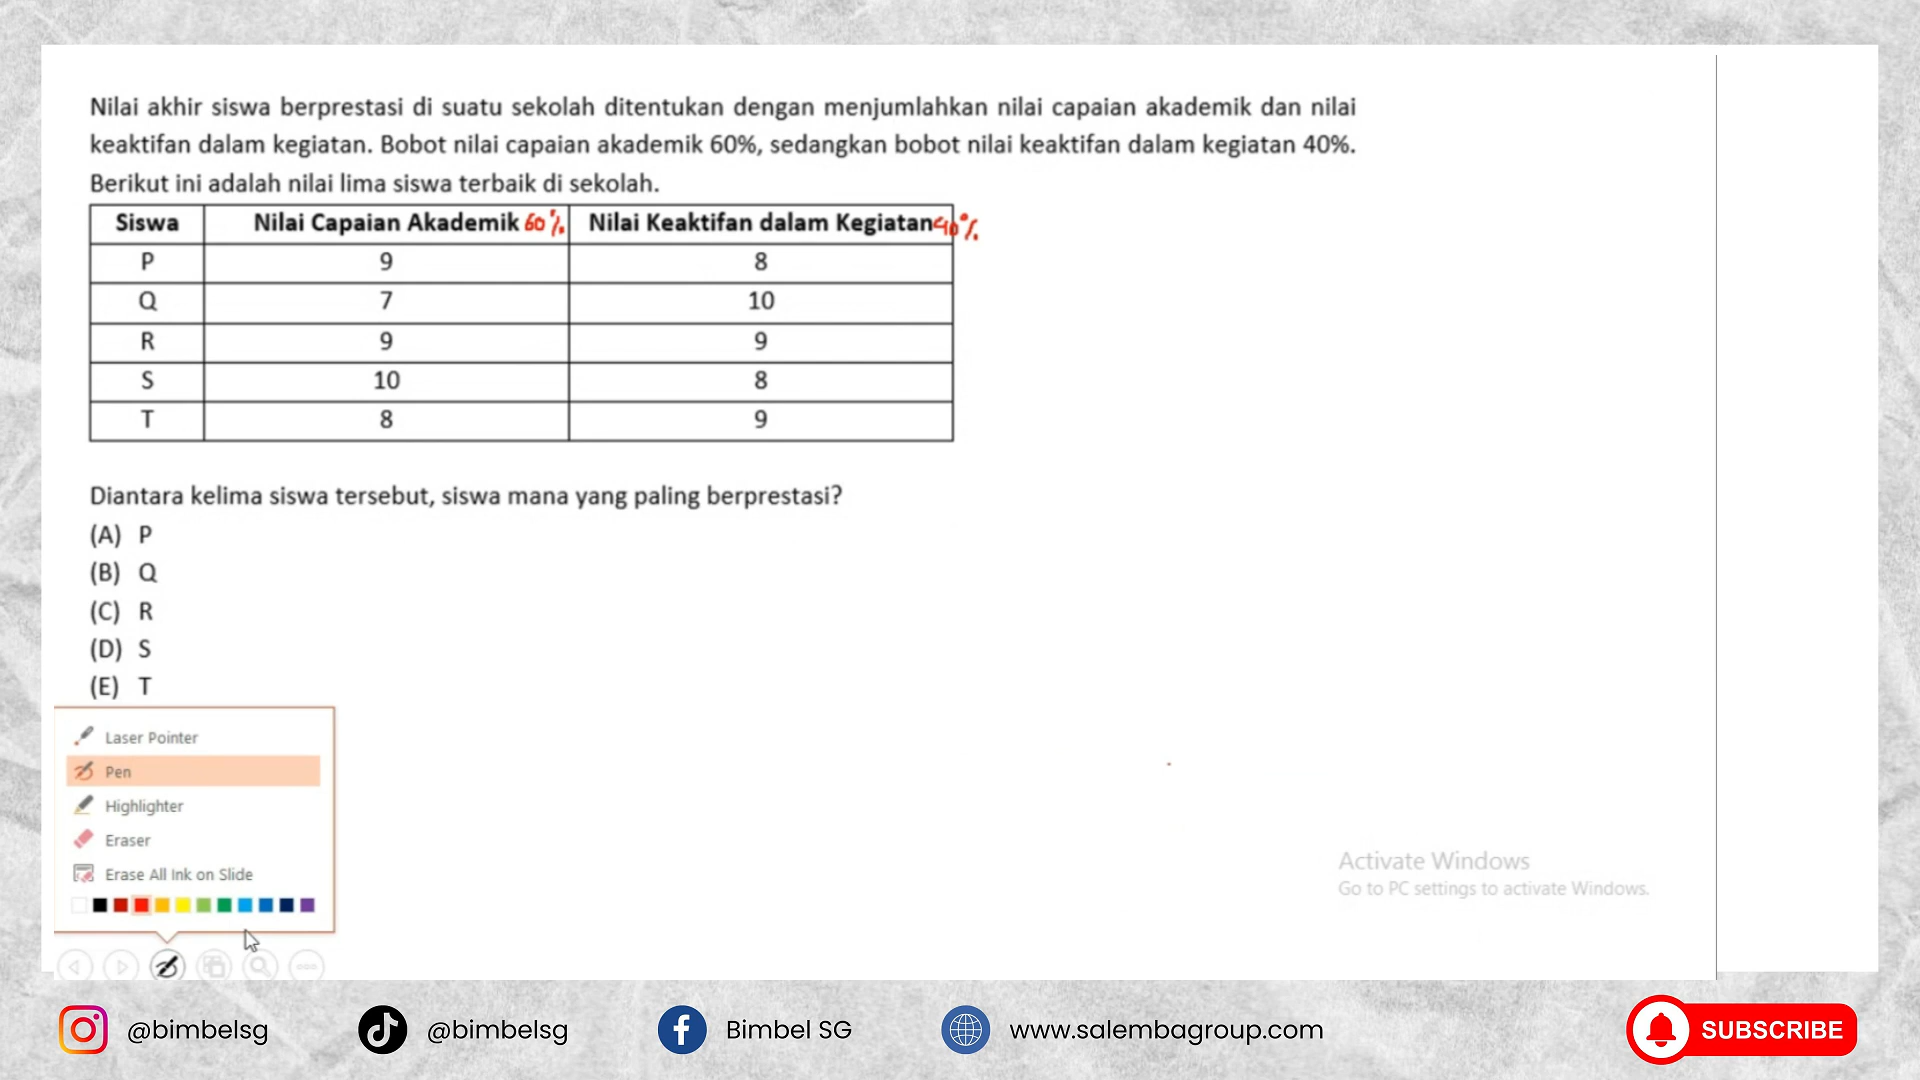 Nilai akhir siswa berprestasi di suatu sekolah ditentukan dengan menjumlahkan nilai capaian akademik dan nilai
keaktifan dalam kegiatan. Bobot nilai capaian akademik 60%, sedangkan bobot nilai keaktifan dalam kegiatan 40%.
Berikut ini adalah nilai lima siswa terbaik di sekolah.
Siswa Nilai Capaian Akademik 60% Nilai Keaktifan dalam Kegiatan 40%
P 9 8
Q 7 10
R 9 9
S 10 8
T 8 9
Diantara kelima siswa tersebut, siswa mana yang paling berprestasi?
(A) P
(B) Q
(C) R
(D) S
(E) T
Laser Pointer
Pen
Highlighter
Eraser
Erase All Ink on Slide
Activate Windows
Go to PC settings to activate Windows.
@bimbelsg @bimbelsg Bimbel SG www.salembagroup.com SUBSCRIBE